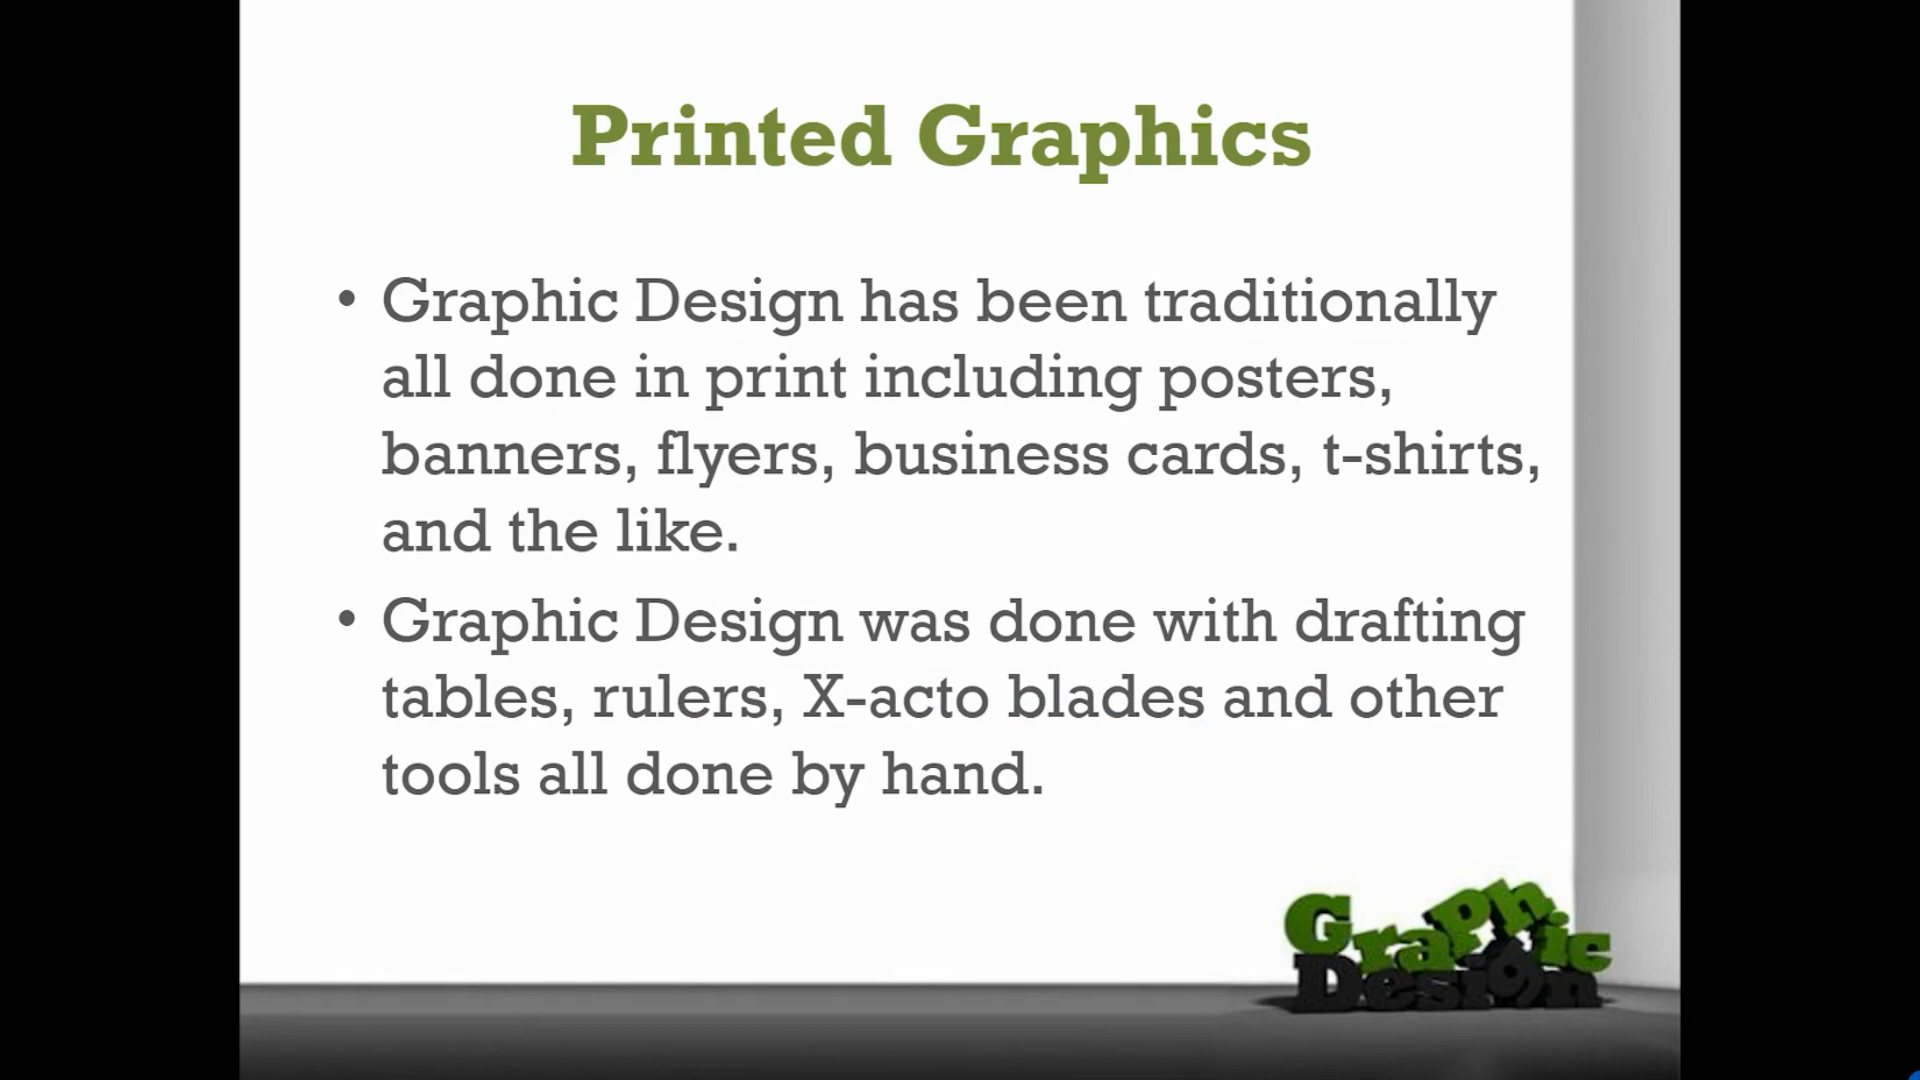 Printed Graphics
• Graphic Design has been traditionally
all done in print including posters,
banners, flyers, business cards, t-shirts,
and the like.
• Graphic Design was done with drafting
tables, rulers, X-acto blades and other
tools all done by hand.
Graphic
Design